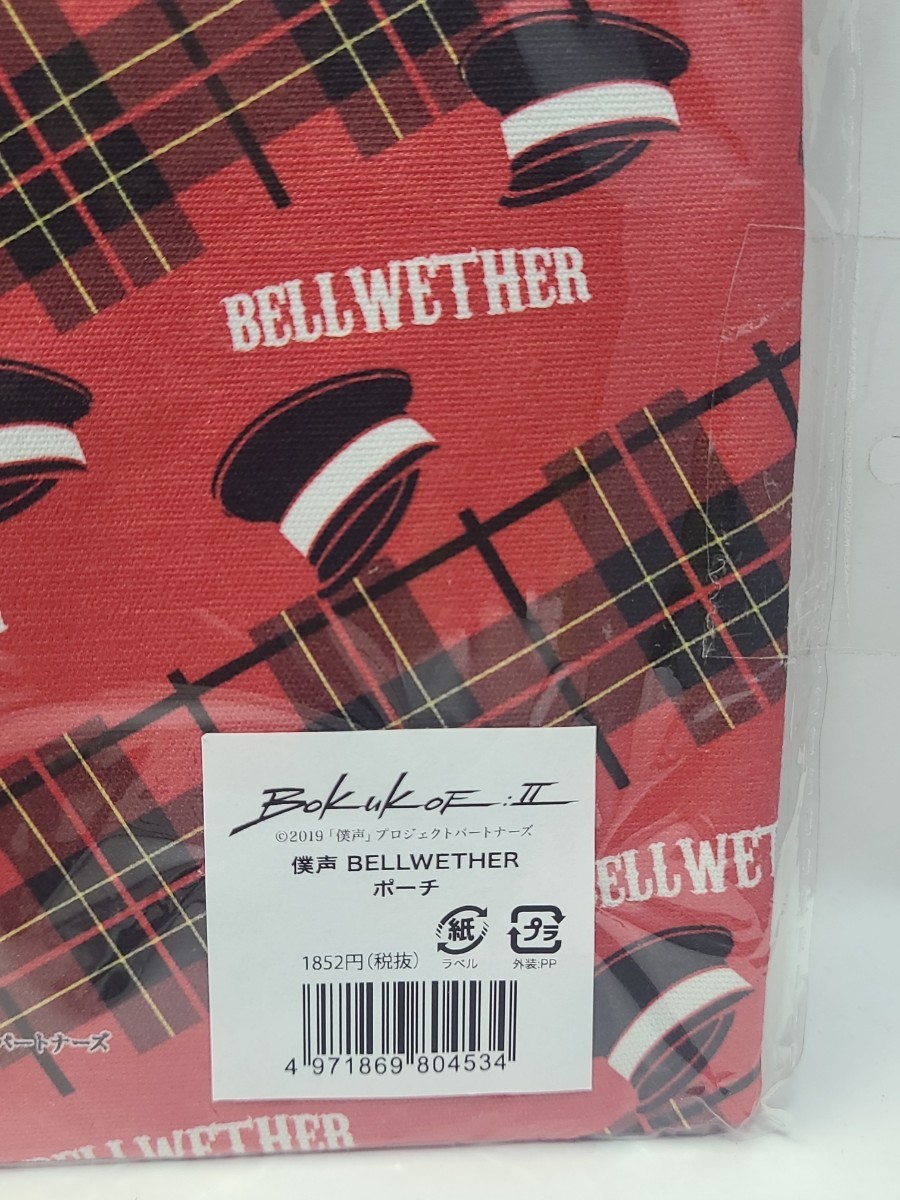 BELLWETHER
BOKUKOE:II
©2019「僕声」プロジェクトパートナーズ
僕声 BELLWETHER
ポーチ
紙
プラ
1852円(税抜)
ラベル
外装:PP
4 971869 804534
ELLWET
パートナーズ
BELLWETHER